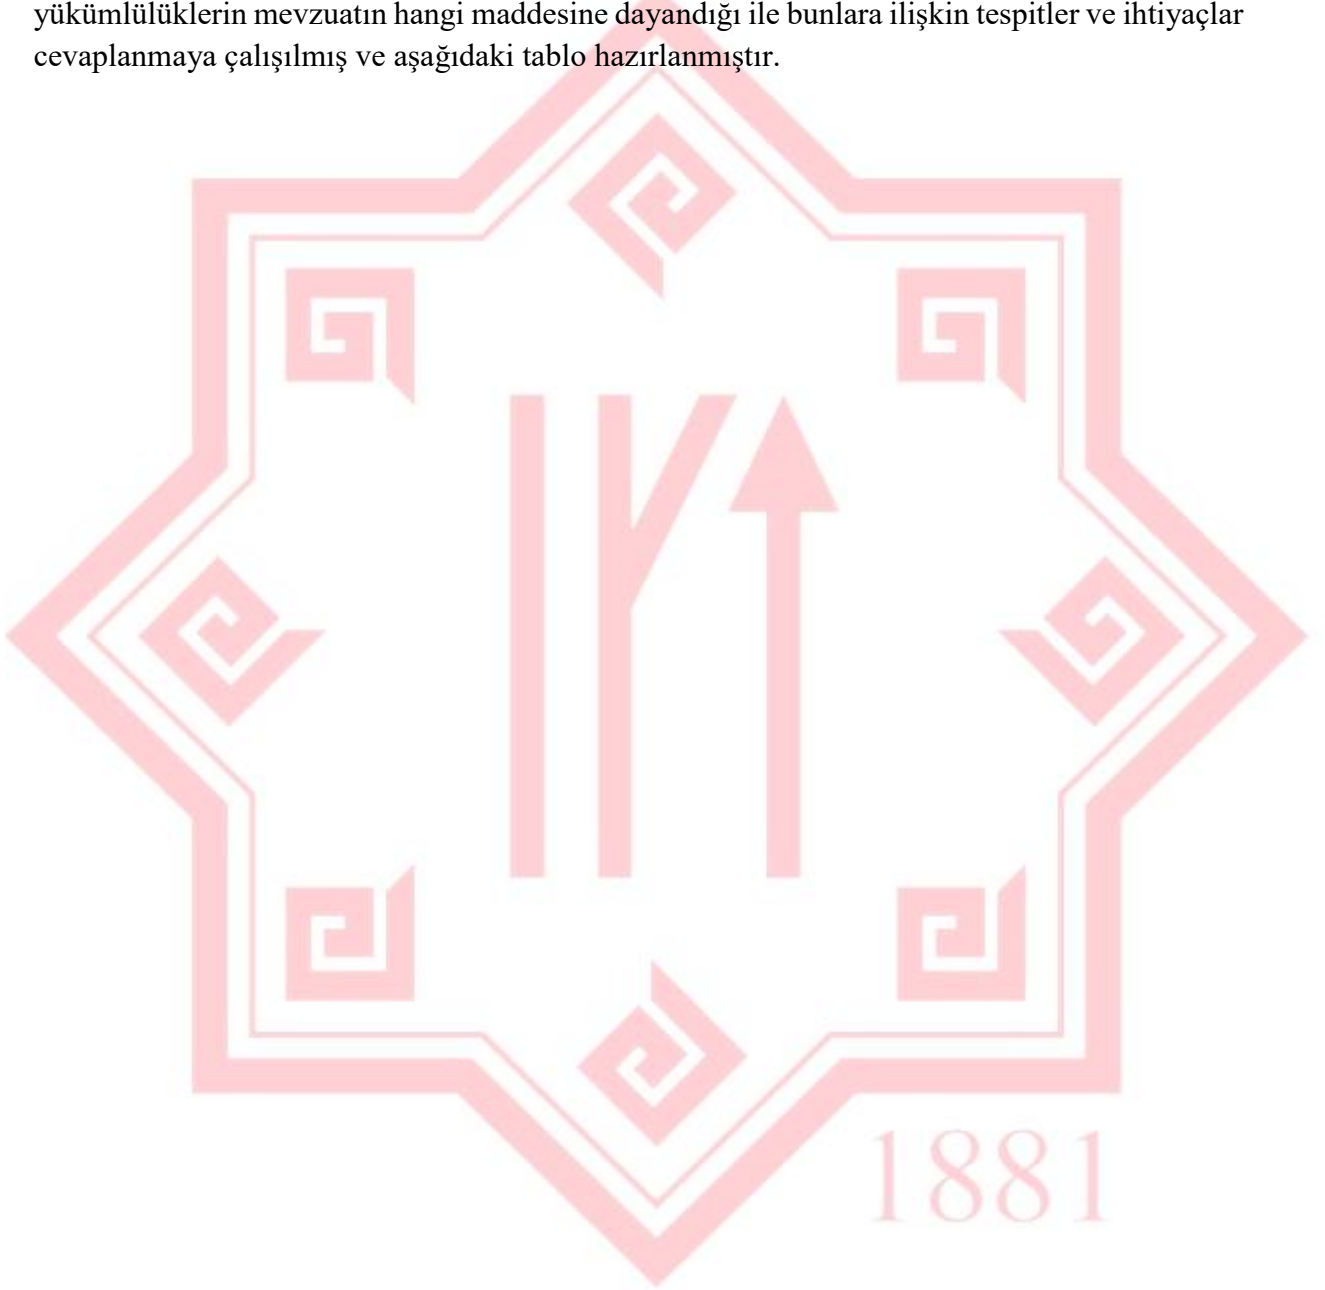 yükümlülüklerin mevzuatın hangi maddesine dayandığı ile bunlara ilişkin tespitler ve ihtiyaçlar
cevaplanmaya çalışılmış ve aşağıdaki tablo hazırlanmıştır.
1881